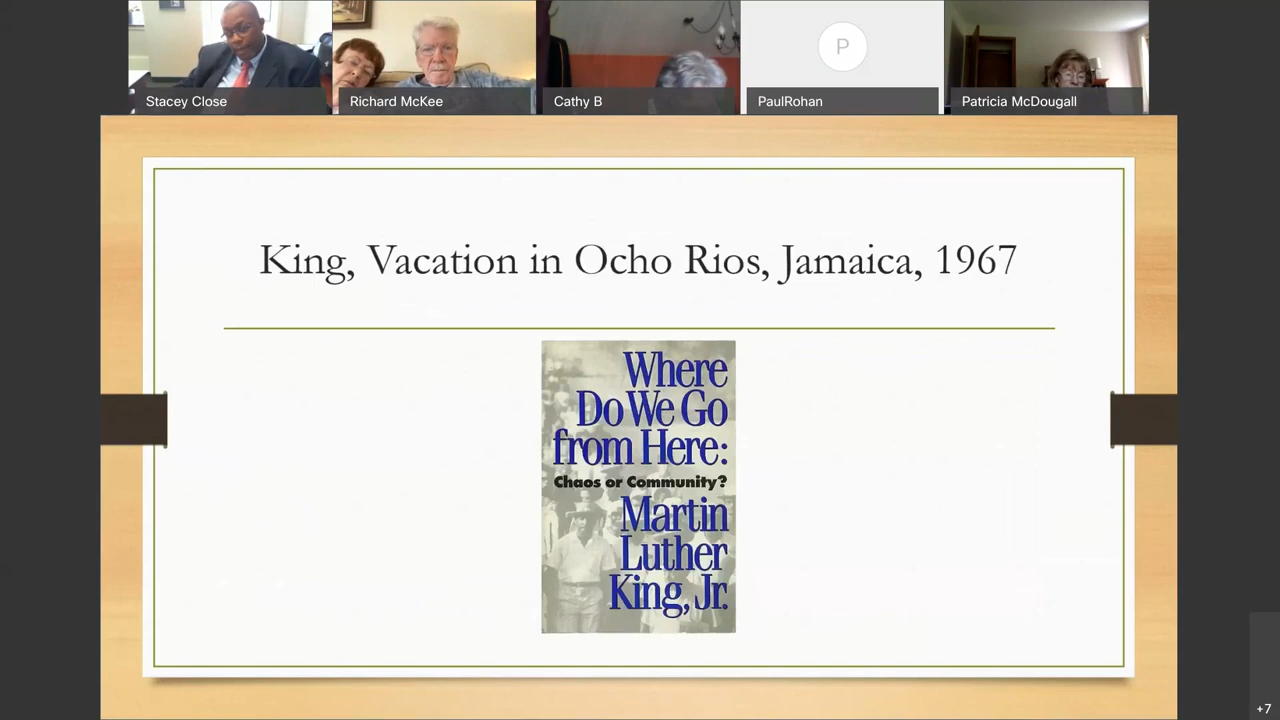 Stacey Close
Richard McKee
Cathy B
P
PaulRohan
Patricia McDougall
King, Vacation in Ocho Rios, Jamaica, 1967
Where
Do We Go
from Here:
Chaos or Community?
Martin
Luther
King, Jr.
+7